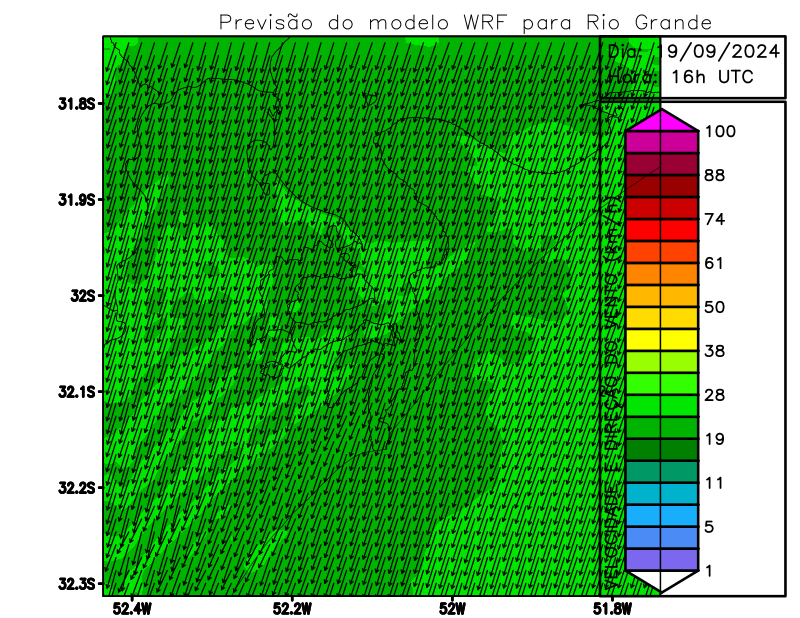 Previsão do modelo WRF para Rio Grande
Dia: 19/09/2024
Hora: 16h UTC
31.8S
31.9S
32S
32.1S
32.2S
32.3S
52.4W
52.2W
52W
51.8W
VELOCIDADE E DIREÇÃO DO VENTO (km/h)
100
88
74
61
50
38
28
19
11
5
1